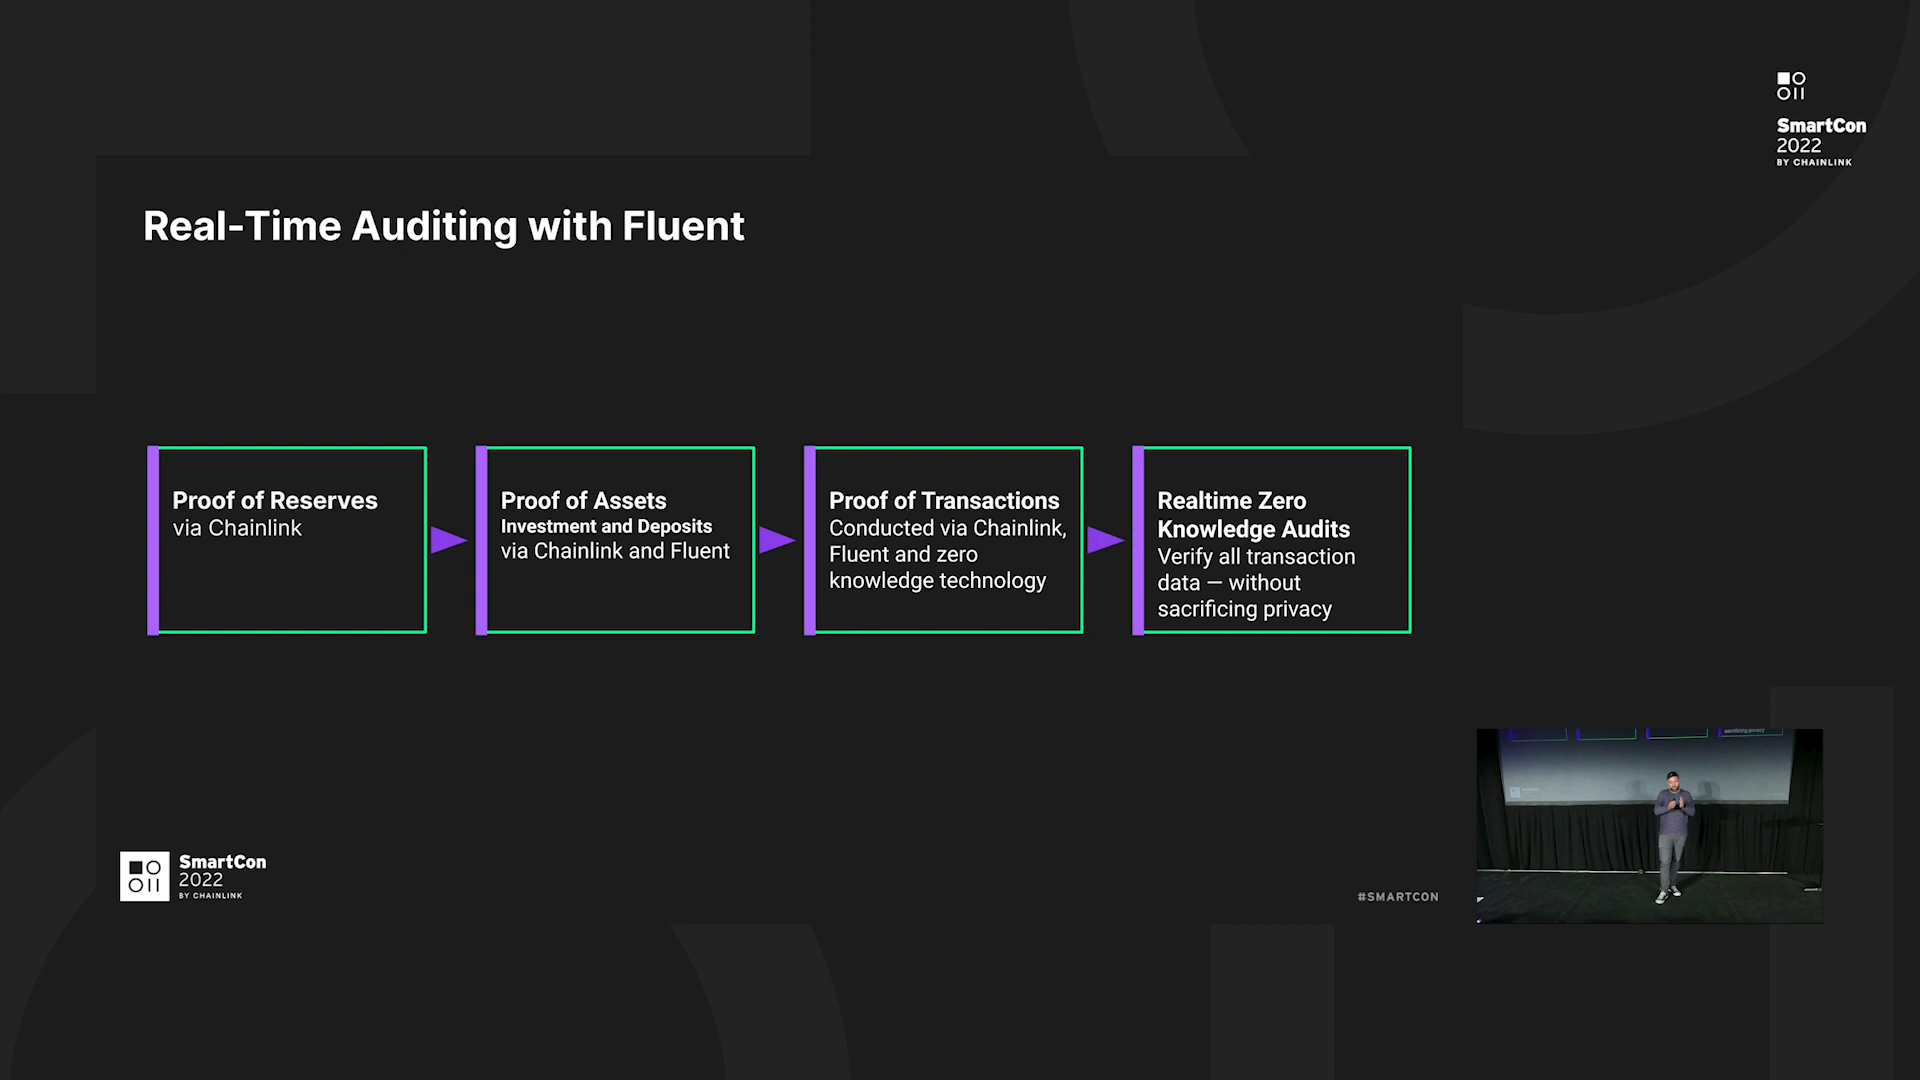 SmartCon
2022
BY CHAINLINK
Real-Time Auditing with Fluent
Proof of Reserves
via Chainlink
Proof of Assets
Investment and Deposits
via Chainlink and Fluent
Proof of Transactions
Conducted via Chainlink,
Fluent and zero
knowledge technology
Realtime Zero
Knowledge Audits
Verify all transaction
data — without
sacrificing privacy
sacrificing privacy
SmartCon
2022
BY CHAINLINK
#SMARTCON